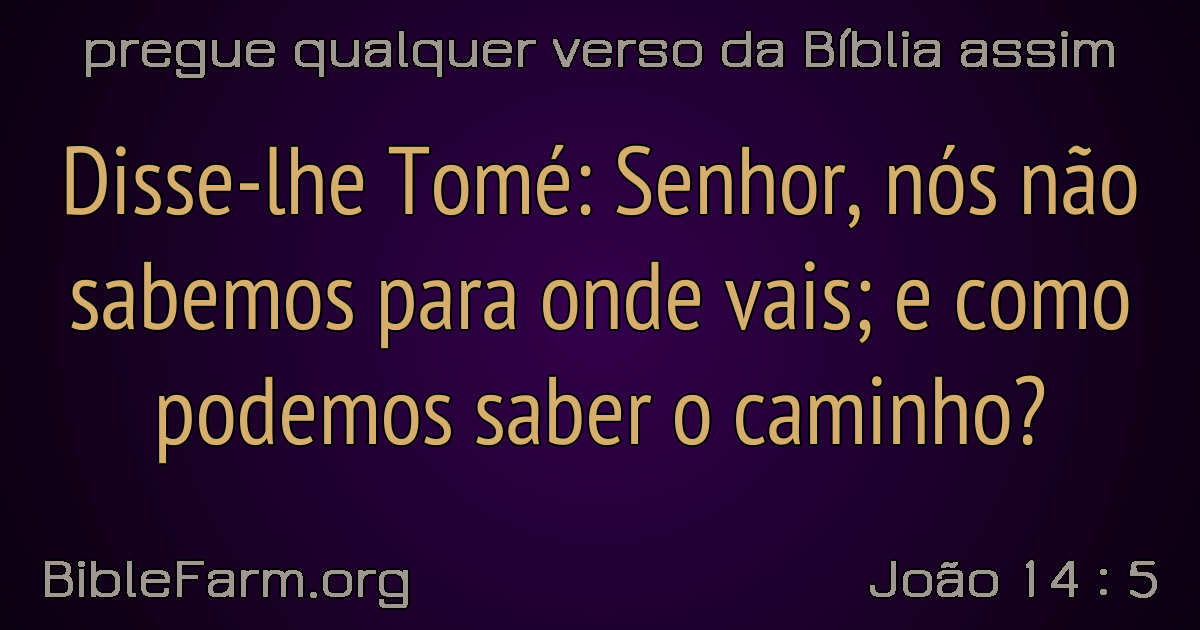 pregue qualquer verso da Bíblia assim
Disse-lhe Tomé: Senhor, nós não
sabemos para onde vais; e como
podemos saber o caminho?
BibleFarm.org
João 14 : 5